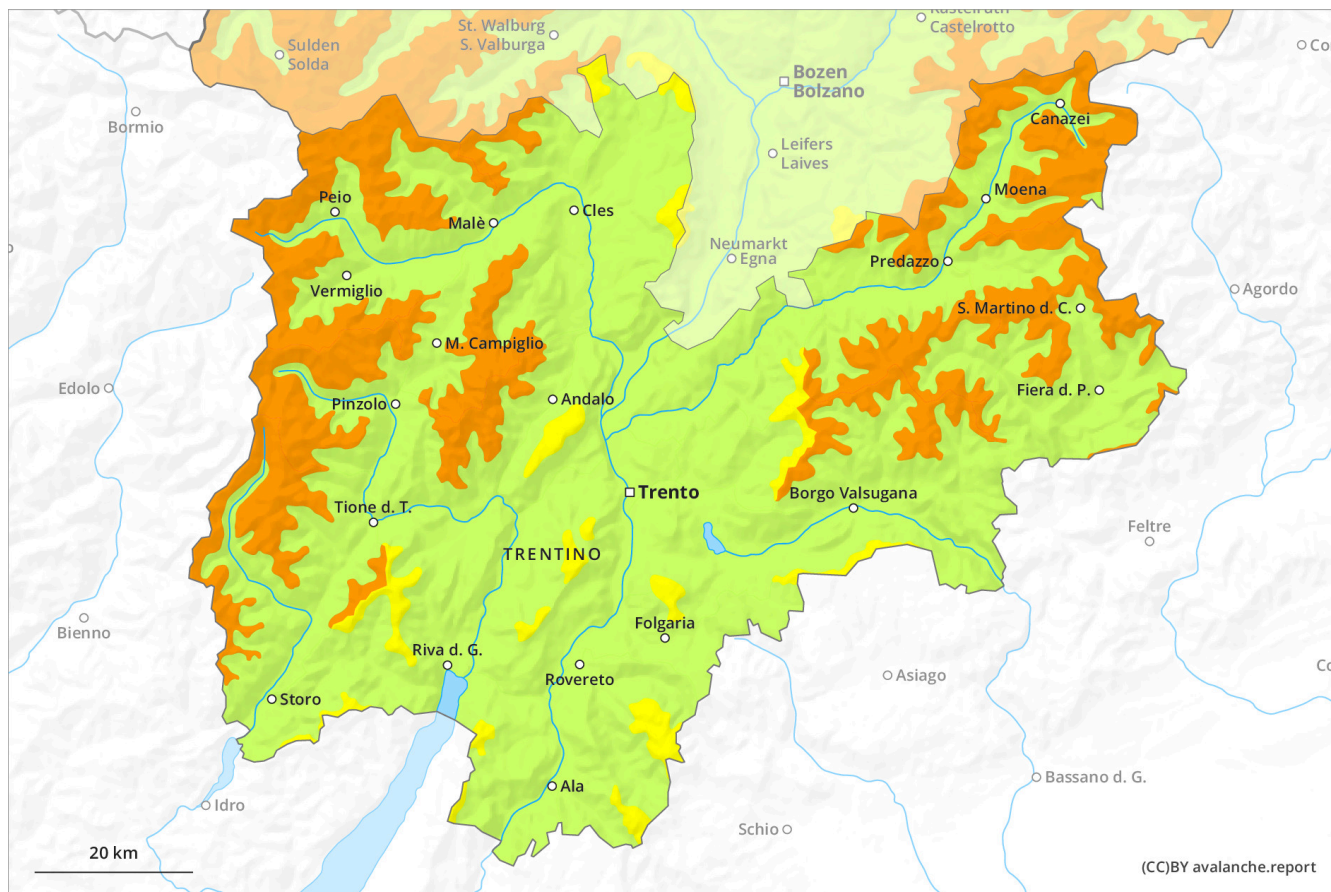 Kastelruth
Castelrotto
St. Walburg
S. Valburga
Sulden
Solda
Co
Bozen
Bolzano
Bormio
Canazei
Leifers
Laives
Peio
Moena
Malè
Cles
Neumarkt
Egna
Predazzo
Vermiglio
Agordo
S. Martino d. C.
M. Campiglio
Edolo
Pinzolo
Andalo
Fiera d. P.
Trento
Borgo Valsugana
Tione d. T.
Feltre
TRENTINO
Bienno
Folgaria
Riva d. G.
Rovereto
Asiago
Co
Storo
Ala
Bassano d. G.
Idro
Schio
20 km
(CC)BY avalanche.report